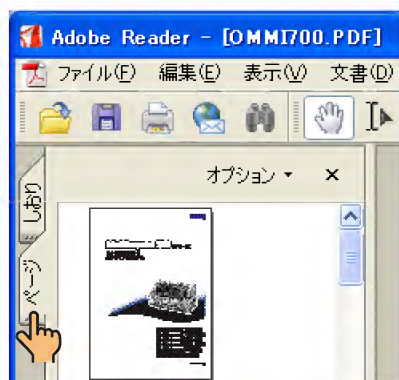 Adobe Reader - [OMMI700.PDF]
ファイル(F) 編集(E) 表示(V) 文書(D)
オプション
しおり
ページ